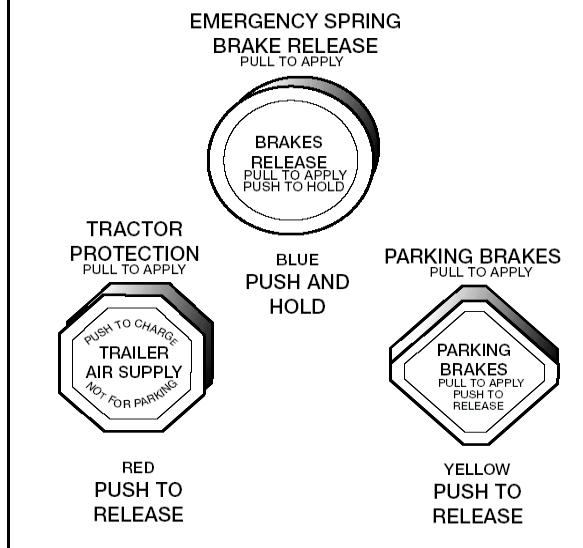 EMERGENCY SPRING
BRAKE RELEASE
PULL TO APPLY
BRAKES
RELEASE
PULL TO APPLY
PUSH TO HOLD
BLUE
PUSH AND
HOLD
TRACTOR
PROTECTION
PULL TO APPLY
PUSH TO CHARGE
TRAILER
AIR SUPPLY
NOT FOR PARKING
RED
PUSH TO
RELEASE
PARKING BRAKES
PULL TO APPLY
PARKING
BRAKES
PULL TO APPLY
PUSH TO
RELEASE
YELLOW
PUSH TO
RELEASE